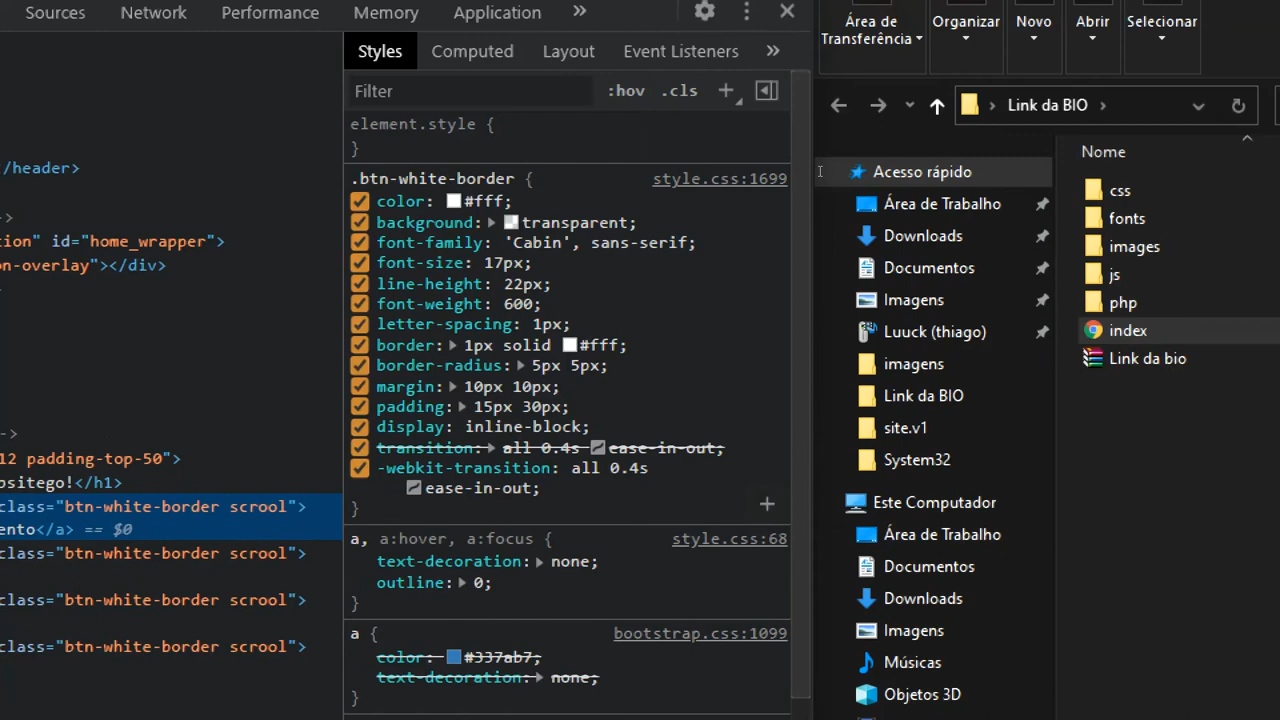 Sources Network Performance Memory Application »
/header>
->
tion" id="home_wrapper">
on-overlay"></div>
->
12 padding-top-50">
psitego!</h1>
class="btn-white-border scrool">
ento</a> == $0
class="btn-white-border scrool">
class="btn-white-border scrool">
class="btn-white-border scrool">
Styles Computed Layout Event Listeners »
Filter :hov .cls +
element.style {
}
.btn-white-border { style.css:1699
color: #fff;
background: transparent;
font-family: 'Cabin', sans-serif;
font-size: 17px;
line-height: 22px;
font-weight: 600;
letter-spacing: 1px;
border: 1px solid #fff;
border-radius: 5px 5px;
margin: 10px 10px;
padding: 15px 30px;
display: inline-block;
transition: all 0.4s ease-in-out;
-webkit-transition: all 0.4s
ease-in-out;
}
a, a:hover, a:focus { style.css:68
text-decoration: none;
outline: 0;
}
a { bootstrap.css:1099
color: #337ab7;
text-decoration: none;
}
Área de
Transferência
Organizar
Novo
Abrir
Selecionar
Link da BIO
Acesso rápido
Área de Trabalho
Downloads
Documentos
Imagens
Luuck (thiago)
imagens
Link da BIO
site.v1
System32
Este Computador
Área de Trabalho
Documentos
Downloads
Imagens
Músicas
Objetos 3D
Nome
css
fonts
images
js
php
index
Link da bio